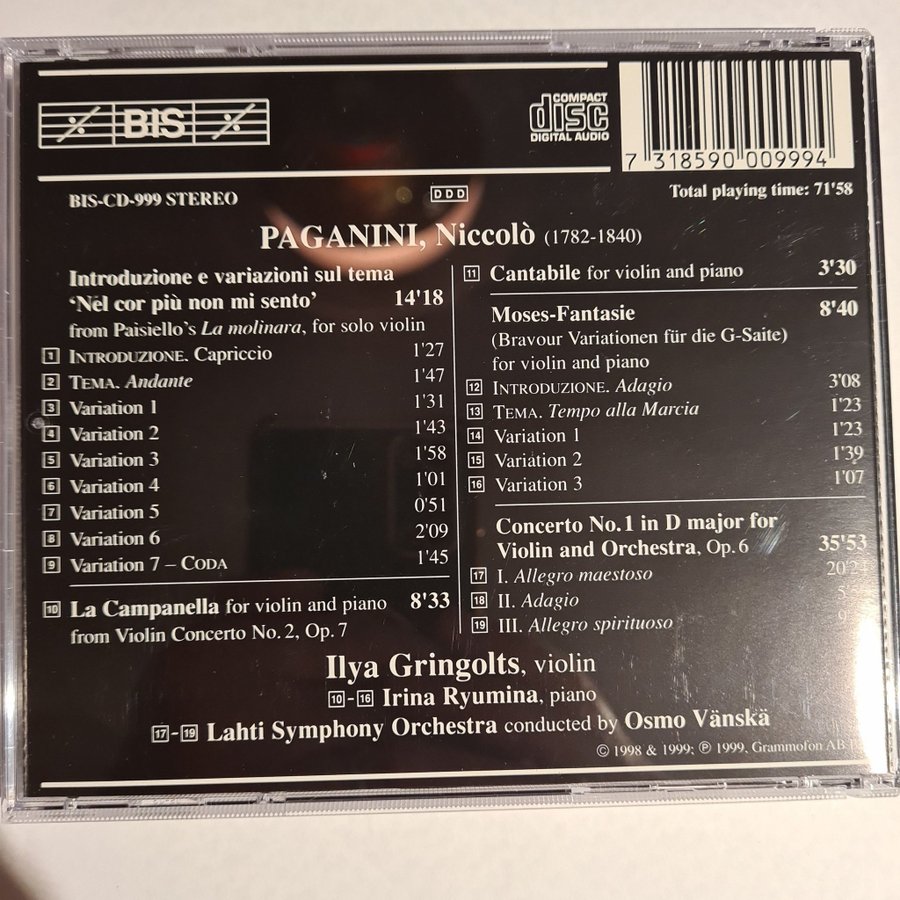 BIS
COMPACT
disc
DIGITAL AUDIO
7 318590 009994
BIS-CD-999 STEREO
D D D
Total playing time: 71'58
PAGANINI, Niccolò (1782-1840)
Introduzione e variazioni sul tema
‘Nel cor più non mi sento’ 14'18
from Paisiello's La molinara, for solo violin
1 INTRODUZIONE. Capriccio 1'27
2 TEMA. Andante 1'47
3 Variation 1 1'31
4 Variation 2 1'43
5 Variation 3 1'58
6 Variation 4 1'01
7 Variation 5 0'51
8 Variation 6 2'09
9 Variation 7 – CODA 1'45
10 La Campanella for violin and piano 8'33
from Violin Concerto No. 2, Op. 7
11 Cantabile for violin and piano 3'30
Moses-Fantasie 8'40
(Bravour Variationen für die G-Saite)
for violin and piano
12 INTRODUZIONE. Adagio 3'08
13 TEMA. Tempo alla Marcia 1'23
14 Variation 1 1'23
15 Variation 2 1'39
16 Variation 3 1'07
Concerto No. 1 in D major for
Violin and Orchestra, Op. 6 35'53
17 I. Allegro maestoso
18 II. Adagio
19 III. Allegro spirituoso
Ilya Gringolts, violin
10-16 Irina Ryumina, piano
17-19 Lahti Symphony Orchestra conducted by Osmo Vänskä
© 1998 & 1999; ℗ 1999, Grammofon AB